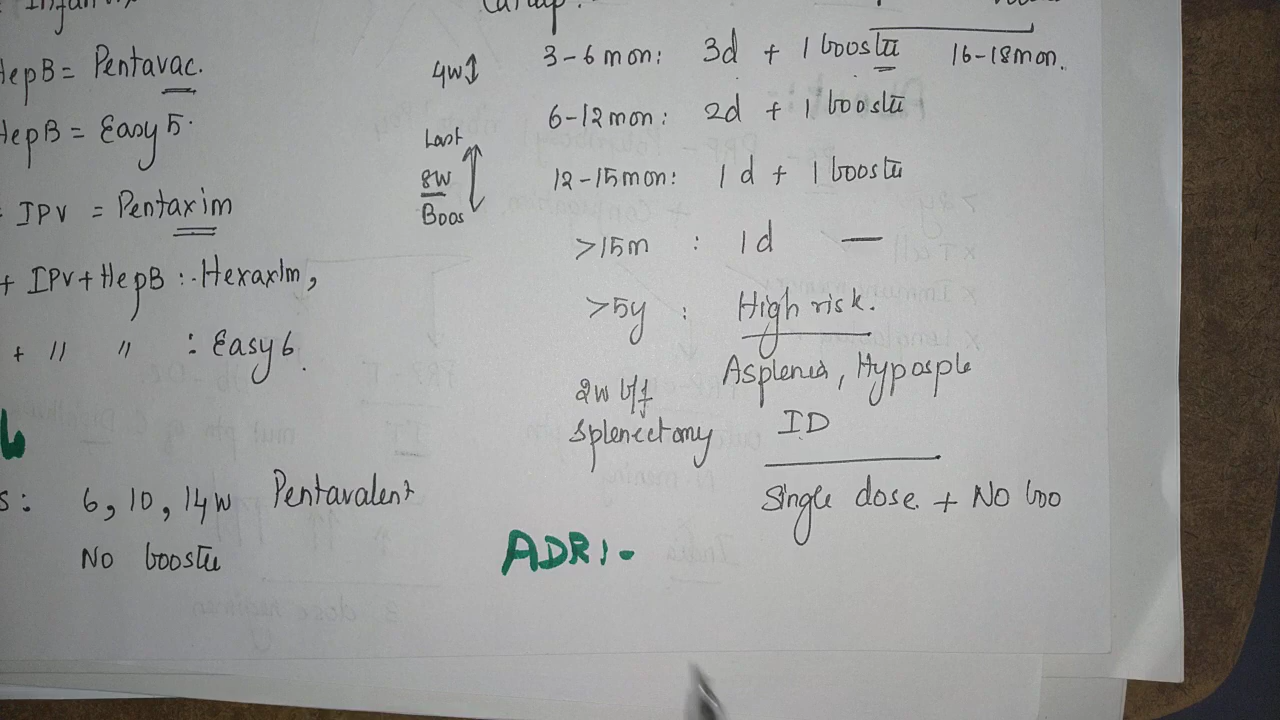 HepB = Pentavac.
HepB = Easy 5.
IPV = Pentaxim
+ IPV + HepB : Hexaxim,
+ 〃 〃 : Easy 6.
s: 6, 10, 14w Pentavalent
No booster
4w
Last
8w
Boos
3-6 mon: 3d + 1 booster 16-18 mon.
6-12 mon: 2d + 1 booster
12-15 mon: 1d + 1 booster
>15m : 1d —
>5y : High risk.
Asplenia, Hyposple
ID
2w b/f
Splenectomy
Single dose + No boo
ADR:-